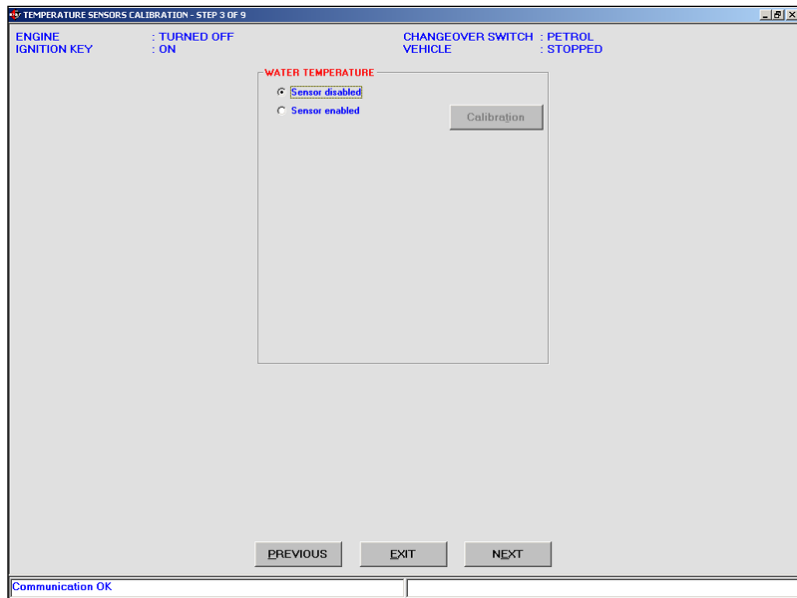 TEMPERATURE SENSORS CALIBRATION - STEP 3 OF 9
ENGINE : TURNED OFF CHANGEOVER SWITCH : PETROL
IGNITION KEY : ON VEHICLE : STOPPED
WATER TEMPERATURE
Sensor disabled
Sensor enabled
Calibration
PREVIOUS EXIT NEXT
Communication OK